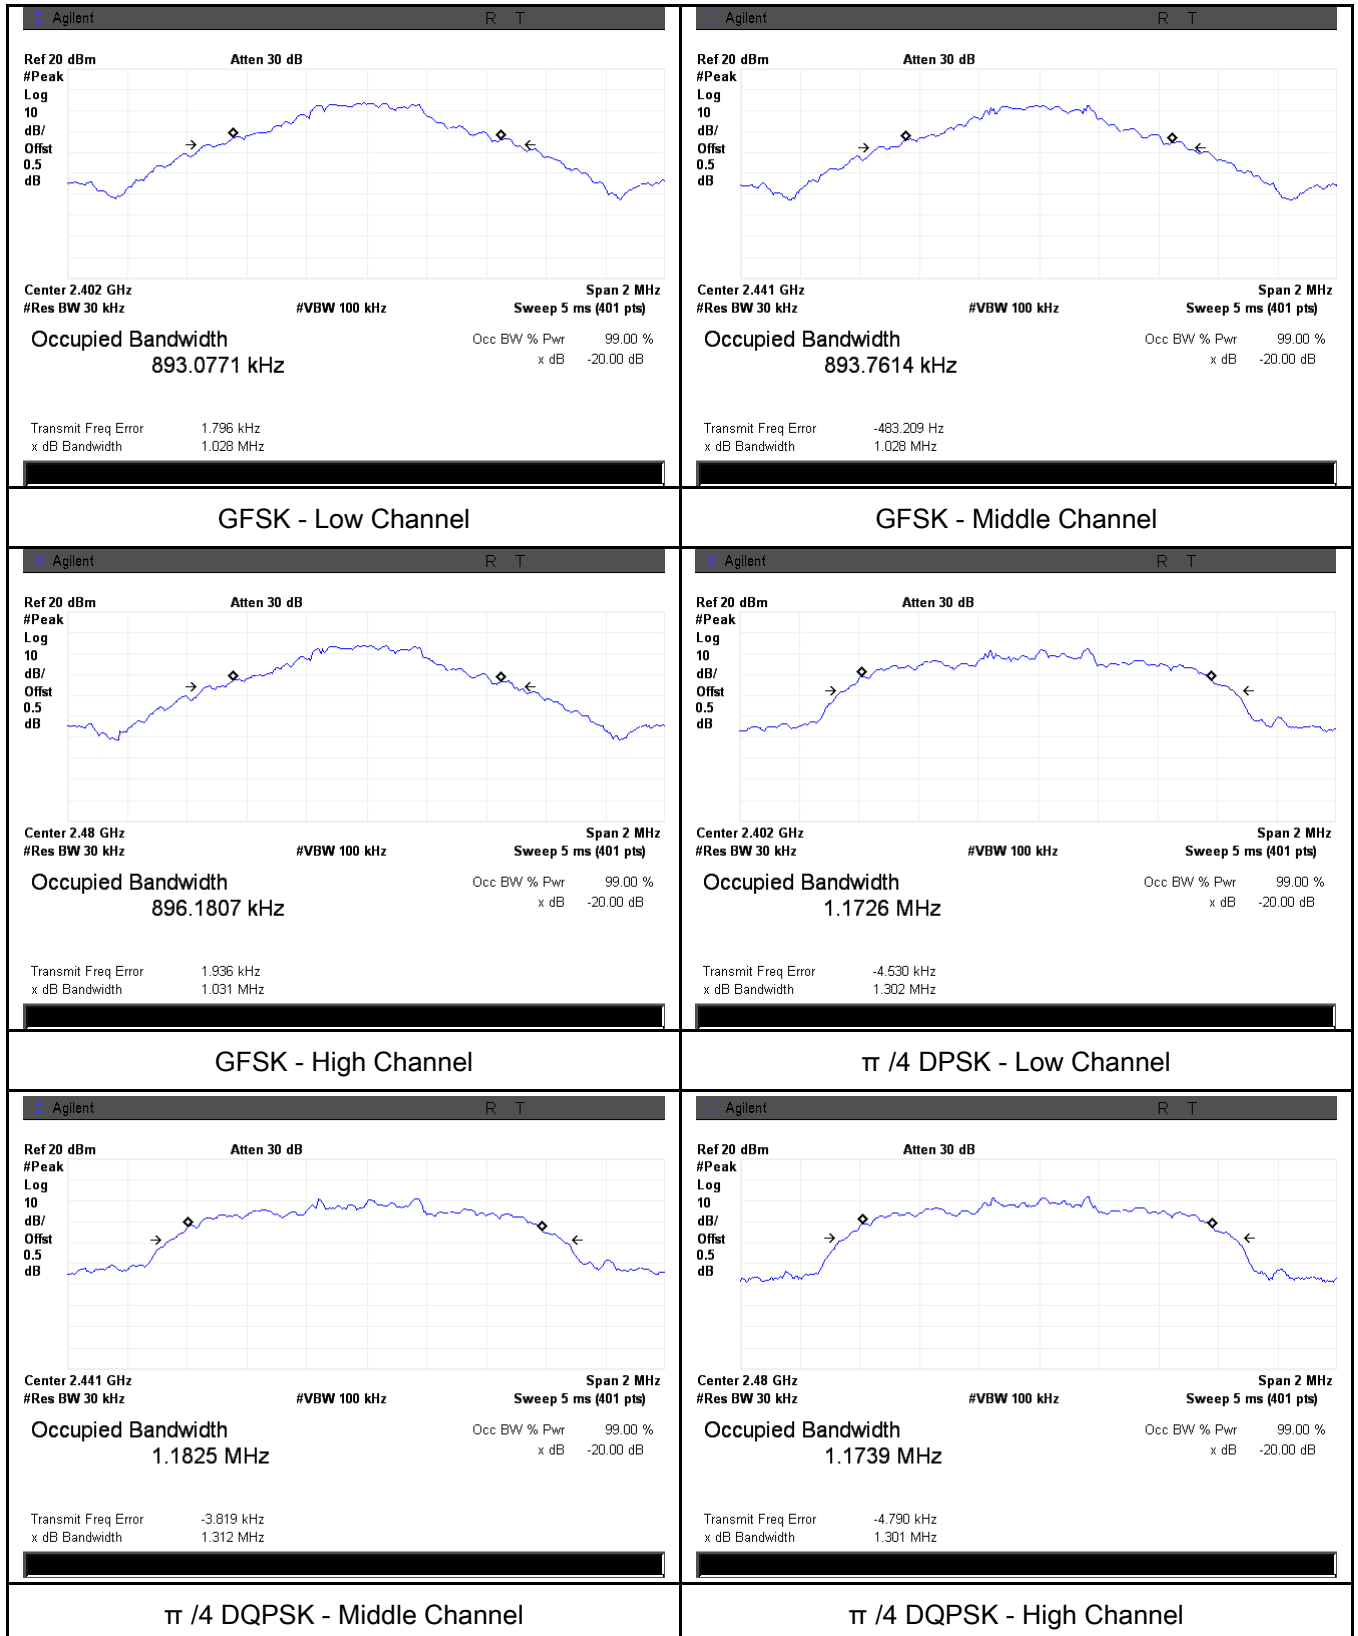 Agilent R T
Ref 20 dBm Atten 30 dB
#Peak
Log
10
dB/
Offst
0.5
dB
Center 2.402 GHz Span 2 MHz
#Res BW 30 kHz #VBW 100 kHz Sweep 5 ms (401 pts)
Occupied Bandwidth Occ BW % Pwr 99.00 %
893.0771 kHz x dB -20.00 dB
Transmit Freq Error 1.796 kHz
x dB Bandwidth 1.028 MHz
GFSK - Low Channel
Agilent R T
Ref 20 dBm Atten 30 dB
#Peak
Log
10
dB/
Offst
0.5
dB
Center 2.441 GHz Span 2 MHz
#Res BW 30 kHz #VBW 100 kHz Sweep 5 ms (401 pts)
Occupied Bandwidth Occ BW % Pwr 99.00 %
893.7614 kHz x dB -20.00 dB
Transmit Freq Error -483.209 Hz
x dB Bandwidth 1.028 MHz
GFSK - Middle Channel
Agilent R T
Ref 20 dBm Atten 30 dB
#Peak
Log
10
dB/
Offst
0.5
dB
Center 2.48 GHz Span 2 MHz
#Res BW 30 kHz #VBW 100 kHz Sweep 5 ms (401 pts)
Occupied Bandwidth Occ BW % Pwr 99.00 %
896.1807 kHz x dB -20.00 dB
Transmit Freq Error 1.936 kHz
x dB Bandwidth 1.031 MHz
GFSK - High Channel
Agilent R T
Ref 20 dBm Atten 30 dB
#Peak
Log
10
dB/
Offst
0.5
dB
Center 2.402 GHz Span 2 MHz
#Res BW 30 kHz #VBW 100 kHz Sweep 5 ms (401 pts)
Occupied Bandwidth Occ BW % Pwr 99.00 %
1.1726 MHz x dB -20.00 dB
Transmit Freq Error -4.530 kHz
x dB Bandwidth 1.302 MHz
π /4 DPSK - Low Channel
Agilent R T
Ref 20 dBm Atten 30 dB
#Peak
Log
10
dB/
Offst
0.5
dB
Center 2.441 GHz Span 2 MHz
#Res BW 30 kHz #VBW 100 kHz Sweep 5 ms (401 pts)
Occupied Bandwidth Occ BW % Pwr 99.00 %
1.1825 MHz x dB -20.00 dB
Transmit Freq Error -3.819 kHz
x dB Bandwidth 1.312 MHz
π /4 DQPSK - Middle Channel
Agilent R T
Ref 20 dBm Atten 30 dB
#Peak
Log
10
dB/
Offst
0.5
dB
Center 2.48 GHz Span 2 MHz
#Res BW 30 kHz #VBW 100 kHz Sweep 5 ms (401 pts)
Occupied Bandwidth Occ BW % Pwr 99.00 %
1.1739 MHz x dB -20.00 dB
Transmit Freq Error -4.790 kHz
x dB Bandwidth 1.301 MHz
π /4 DQPSK - High Channel